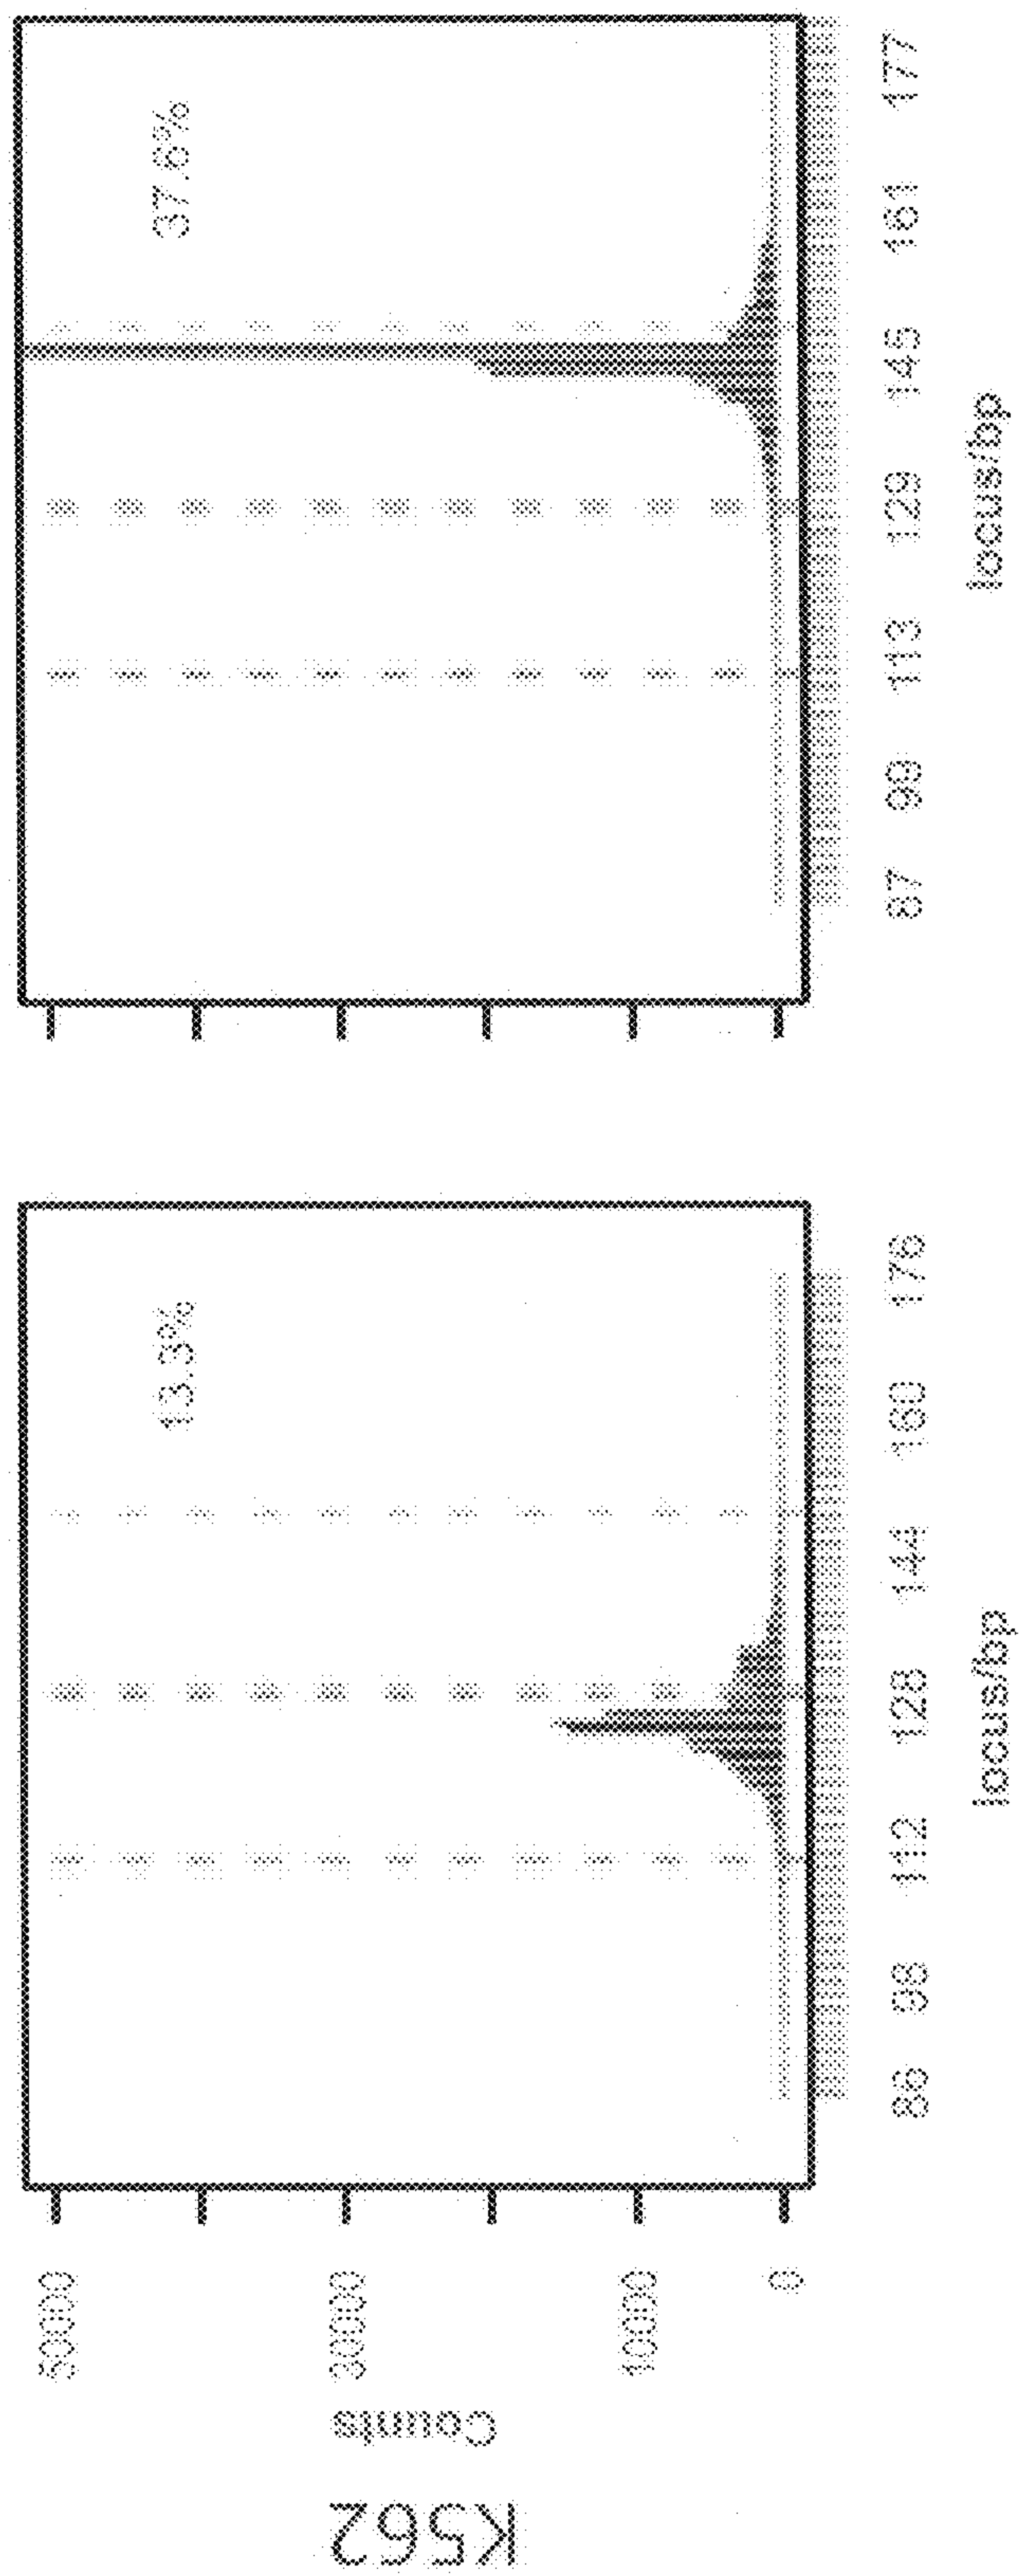 K562
Counts
50000
30000
10000
0
13.3%
86 98 112 128 144 160 176
locus/bp
37.6%
87 99 113 129 145 161 177
locus/bp